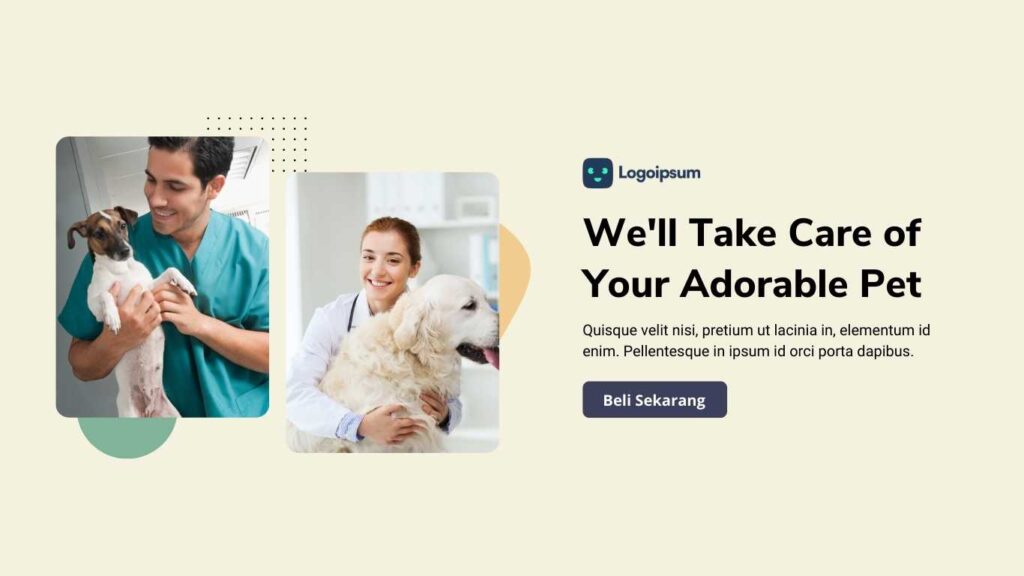 Logoipsum
We'll Take Care of
Your Adorable Pet
Quisque velit nisi, pretium ut lacinia in, elementum id
enim. Pellentesque in ipsum id orci porta dapibus.
Beli Sekarang